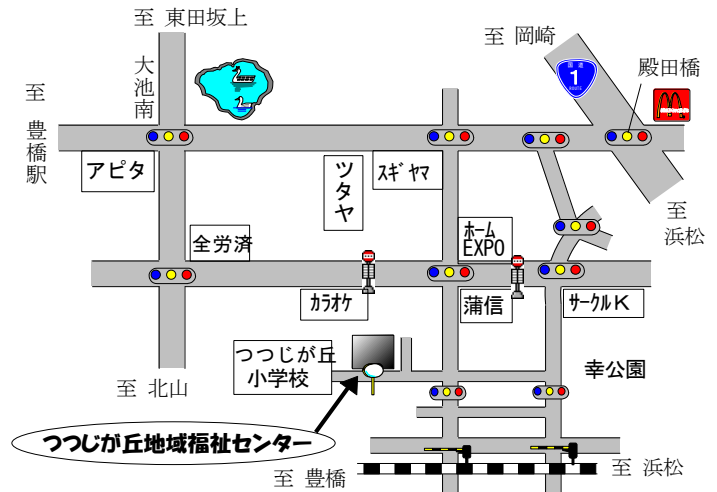 至 東田坂上
至 岡崎
大池南
国道
1
ROUTE
殿田橋
至 豊橋駅
アピタ
ツタヤ
スギヤマ
至 浜松
全労済
ホーム
EXPO
カラオケ
蒲信
サークルK
つつじが丘
小学校
幸公園
至 北山
つつじが丘地域福祉センター
至 豊橋
至 浜松